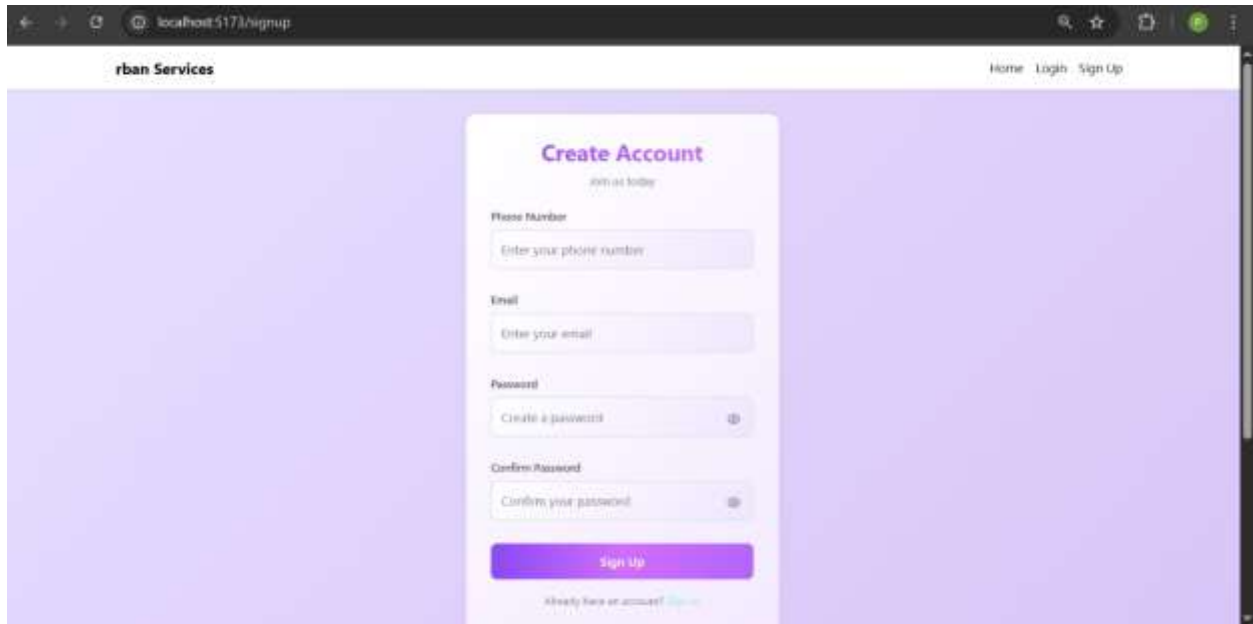 localhost:5173/signup
rban Services
Home Login Sign Up
Create Account
Join us today
Phone Number
Enter your phone number
Email
Enter your email
Password
Create a password
Confirm Password
Confirm your password
Sign Up
Already have an account?